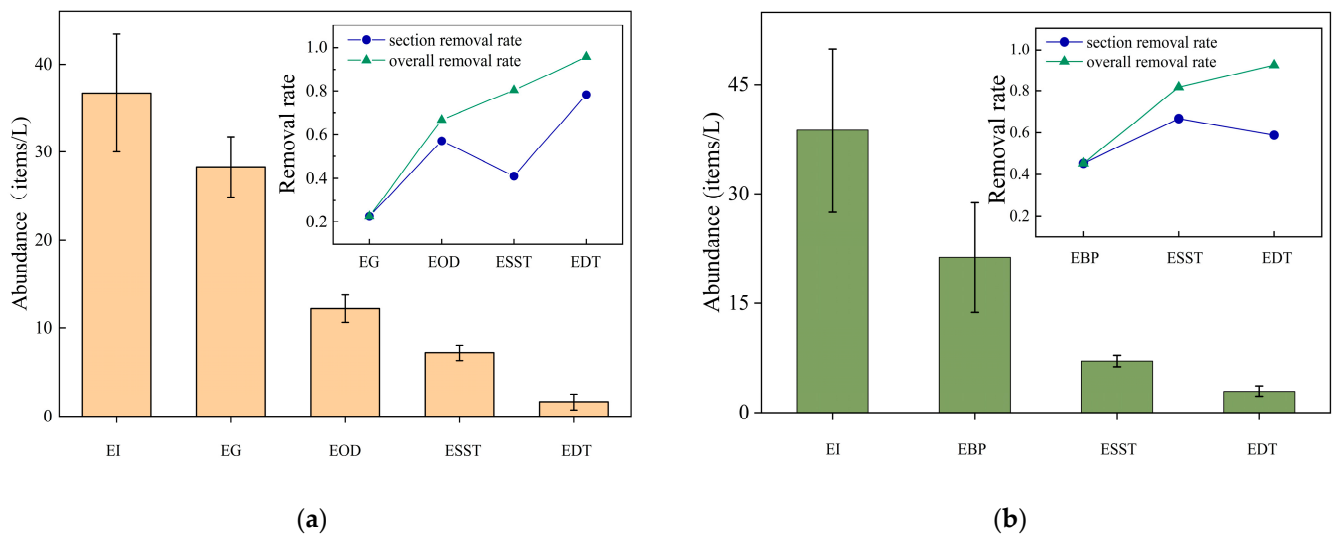 Abundance（items/L)
40
30
20
10
0
EI
EG
EOD
ESST
EDT
Removal rate
1.0
0.8
0.6
0.4
0.2
section removal rate
overall removal rate
EG
EOD
ESST
EDT
(a)
Abundance (items/L)
45
30
15
0
EI
EBP
ESST
EDT
Removal rate
1.0
0.8
0.6
0.4
0.2
section removal rate
overall removal rate
EBP
ESST
EDT
(b)